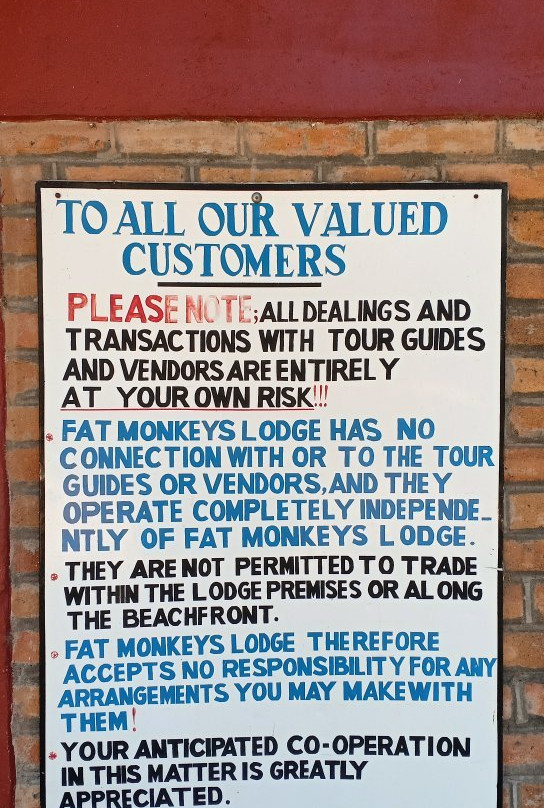 TO ALL OUR VALUED
CUSTOMERS
PLEASE NOTE; ALL DEALINGS AND
TRANSACTIONS WITH TOUR GUIDES
AND VENDORS ARE ENTIRELY
AT YOUR OWN RISK!!!
FAT MONKEYS LODGE HAS NO
CONNECTION WITH OR TO THE TOUR
GUIDES OR VENDORS, AND THEY
OPERATE COMPLETELY INDEPENDE-
NTLY OF FAT MONKEYS LODGE.
THEY ARE NOT PERMITTED TO TRADE
WITHIN THE LODGE PREMISES OR ALONG
THE BEACHFRONT.
FAT MONKEYS LODGE THEREFORE
ACCEPTS NO RESPONSIBILITY FOR ANY
ARRANGEMENTS YOU MAY MAKE WITH
THEM!
YOUR ANTICIPATED CO-OPERATION
IN THIS MATTER IS GREATLY
APPRECIATED.